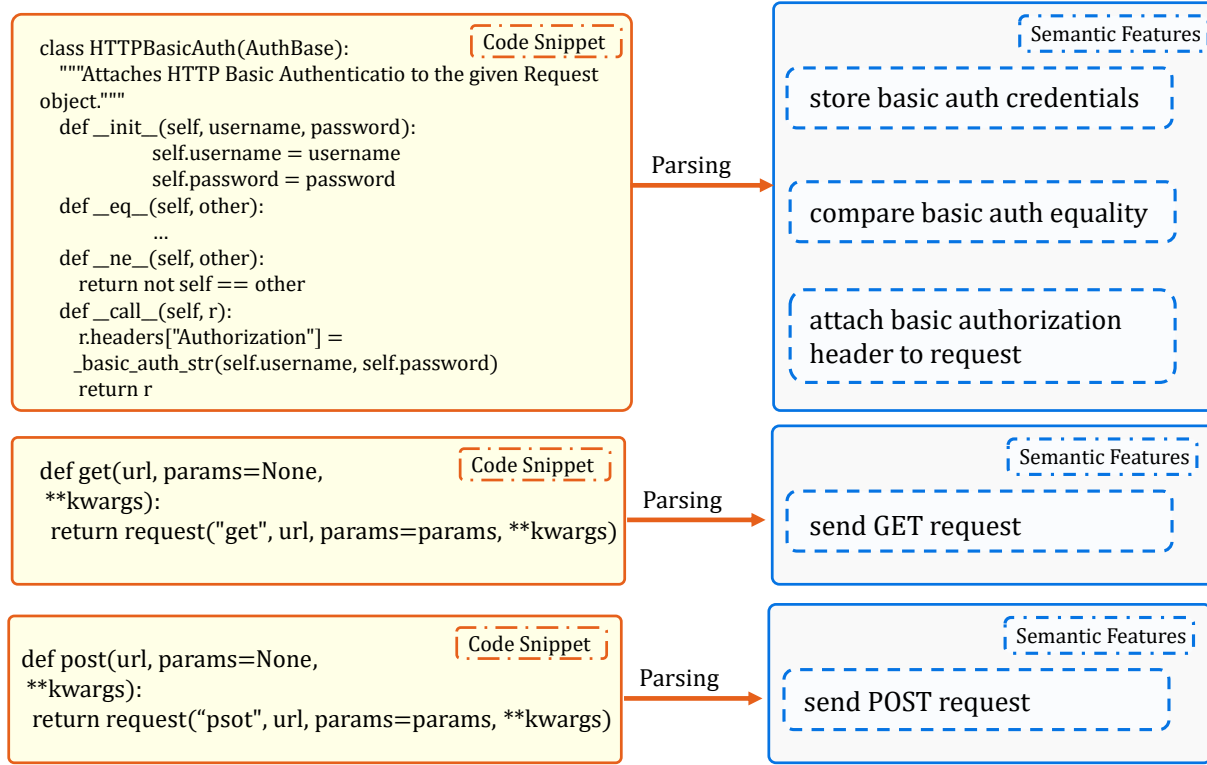 Code Snippet
class HTTPBasicAuth(AuthBase):
"""Attaches HTTP Basic Authenticatio to the given Request
object."""
def __init__(self, username, password):
self.username = username
self.password = password
def __eq__(self, other):
...
def __ne__(self, other):
return not self == other
def __call__(self, r):
r.headers["Authorization"] =
_basic_auth_str(self.username, self.password)
return r
Parsing
Semantic Features
store basic auth credentials
compare basic auth equality
attach basic authorization
header to request
Code Snippet
def get(url, params=None,
**kwargs):
return request("get", url, params=params, **kwargs)
Parsing
Semantic Features
send GET request
Code Snippet
def post(url, params=None,
**kwargs):
return request(“psot", url, params=params, **kwargs)
Parsing
Semantic Features
send POST request